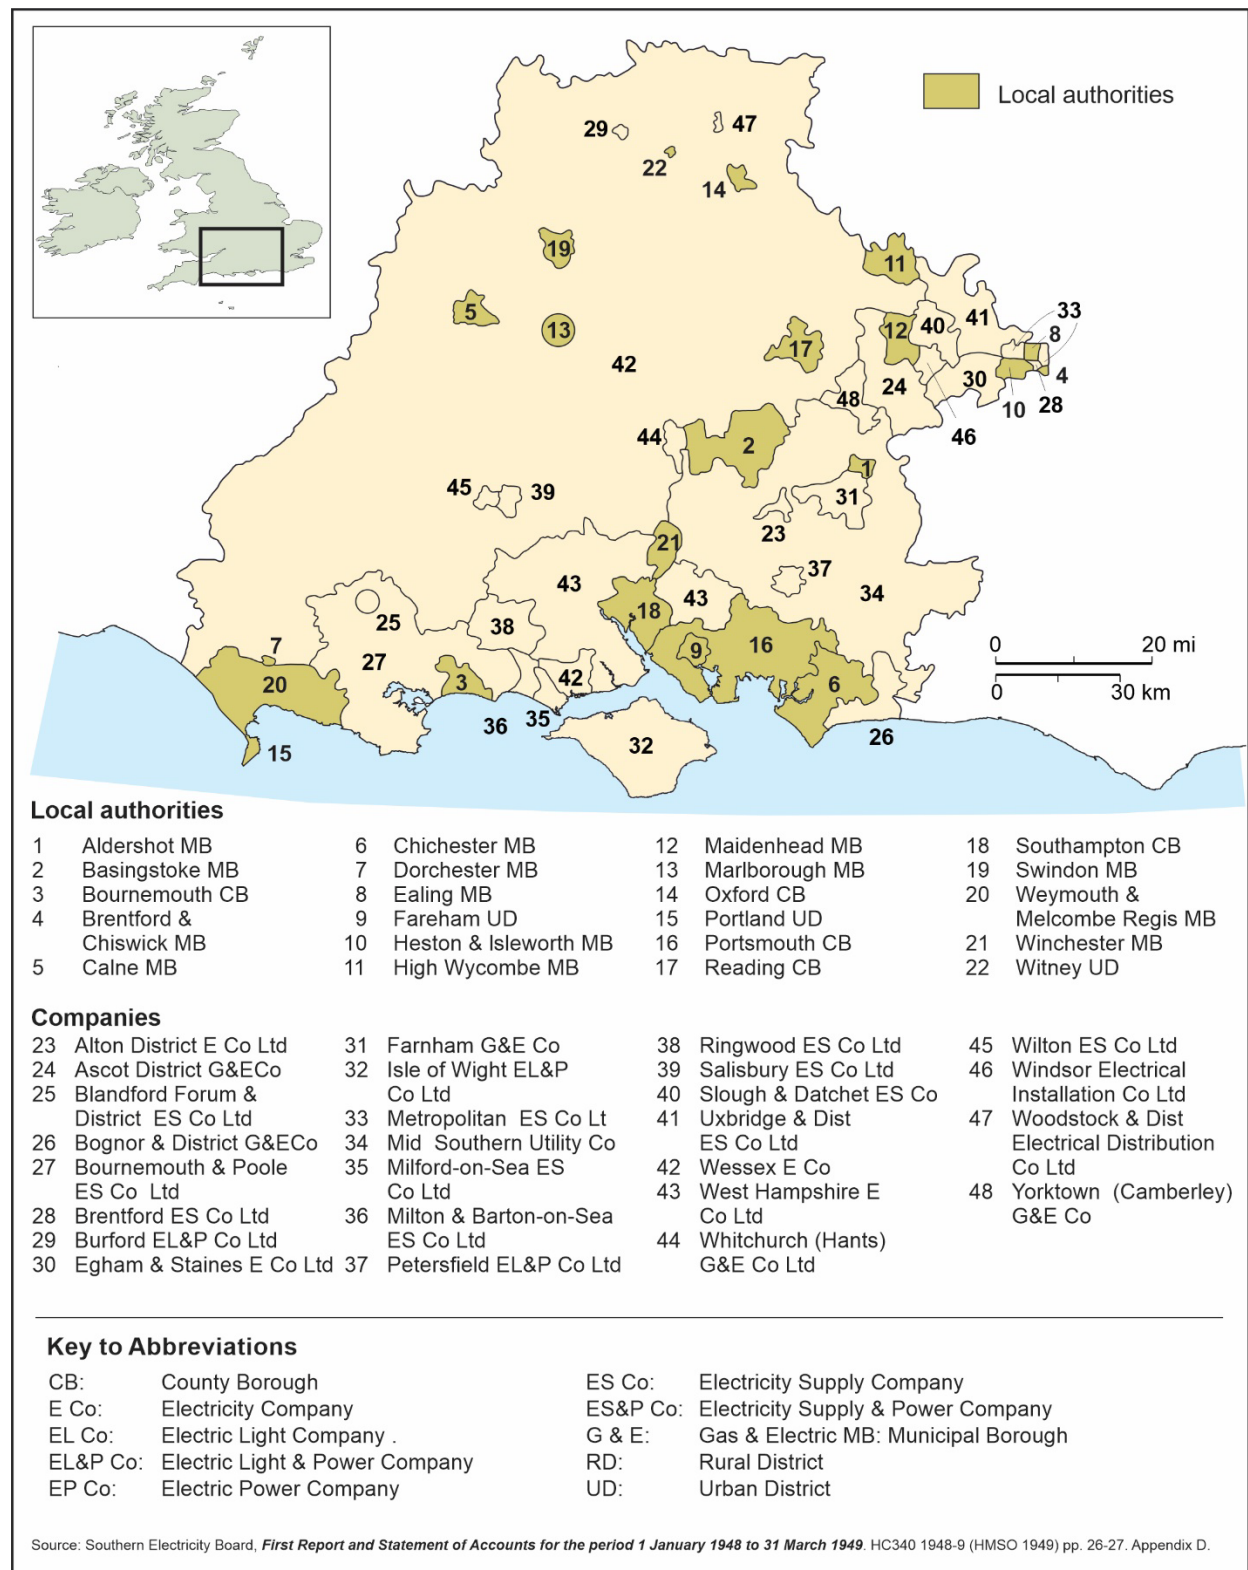 Local authorities
29
47
22
14
19
11
5
13
12
40
41
33
8
17
42
48
24
30
4
10
28
46
44
2
1
45
39
31
23
21
43
37
18
43
34
25
38
7
27
9
16
20
3
42
6
36
35
32
26
15
0 20 mi
0 30 km
Local authorities
1 Aldershot MB
2 Basingstoke MB
3 Bournemouth CB
4 Brentford &
Chiswick MB
5 Calne MB
6 Chichester MB
7 Dorchester MB
8 Ealing MB
9 Fareham UD
10 Heston & Isleworth MB
11 High Wycombe MB
12 Maidenhead MB
13 Marlborough MB
14 Oxford CB
15 Portland UD
16 Portsmouth CB
17 Reading CB
18 Southampton CB
19 Swindon MB
20 Weymouth &
Melcombe Regis MB
21 Winchester MB
22 Witney UD
Companies
23 Alton District E Co Ltd
24 Ascot District G&ECo
25 Blandford Forum &
District ES Co Ltd
26 Bognor & District G&ECo
27 Bournemouth & Poole
ES Co Ltd
28 Brentford ES Co Ltd
29 Burford EL&P Co Ltd
30 Egham & Staines E Co Ltd
31 Farnham G&E Co
32 Isle of Wight EL&P
Co Ltd
33 Metropolitan ES Co Lt
34 Mid Southern Utility Co
35 Milford-on-Sea ES
Co Ltd
36 Milton & Barton-on-Sea
ES Co Ltd
37 Petersfield EL&P Co Ltd
38 Ringwood ES Co Ltd
39 Salisbury ES Co Ltd
40 Slough & Datchet ES Co
41 Uxbridge & Dist
ES Co Ltd
42 Wessex E Co
43 West Hampshire E
Co Ltd
44 Whitchurch (Hants)
G&E Co Ltd
45 Wilton ES Co Ltd
46 Windsor Electrical
Installation Co Ltd
47 Woodstock & Dist
Electrical Distribution
Co Ltd
48 Yorktown (Camberley)
G&E Co
Key to Abbreviations
CB: County Borough
E Co: Electricity Company
EL Co: Electric Light Company .
EL&P Co: Electric Light & Power Company
EP Co: Electric Power Company
ES Co: Electricity Supply Company
ES&P Co: Electricity Supply & Power Company
G & E: Gas & Electric MB: Municipal Borough
RD: Rural District
UD: Urban District
Source: Southern Electricity Board, First Report and Statement of Accounts for the period 1 January 1948 to 31 March 1949. HC340 1948-9 (HMSO 1949) pp. 26-27. Appendix D.